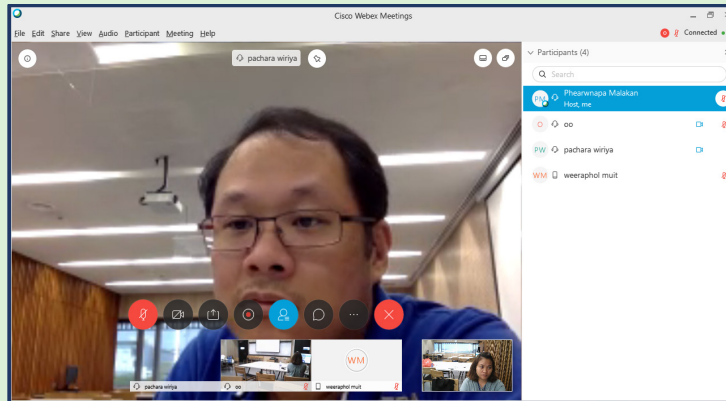 Cisco Webex Meetings
File Edit Share View Audio Participant Meeting Help
Connected
pachara wiriya
Participants (4)
Search
PM Phearwnapa Malakan
Host, me
O oo
PW pachara wiriya
WM weeraphol muit
WM
pachara wiriya
oo
weeraphol muit